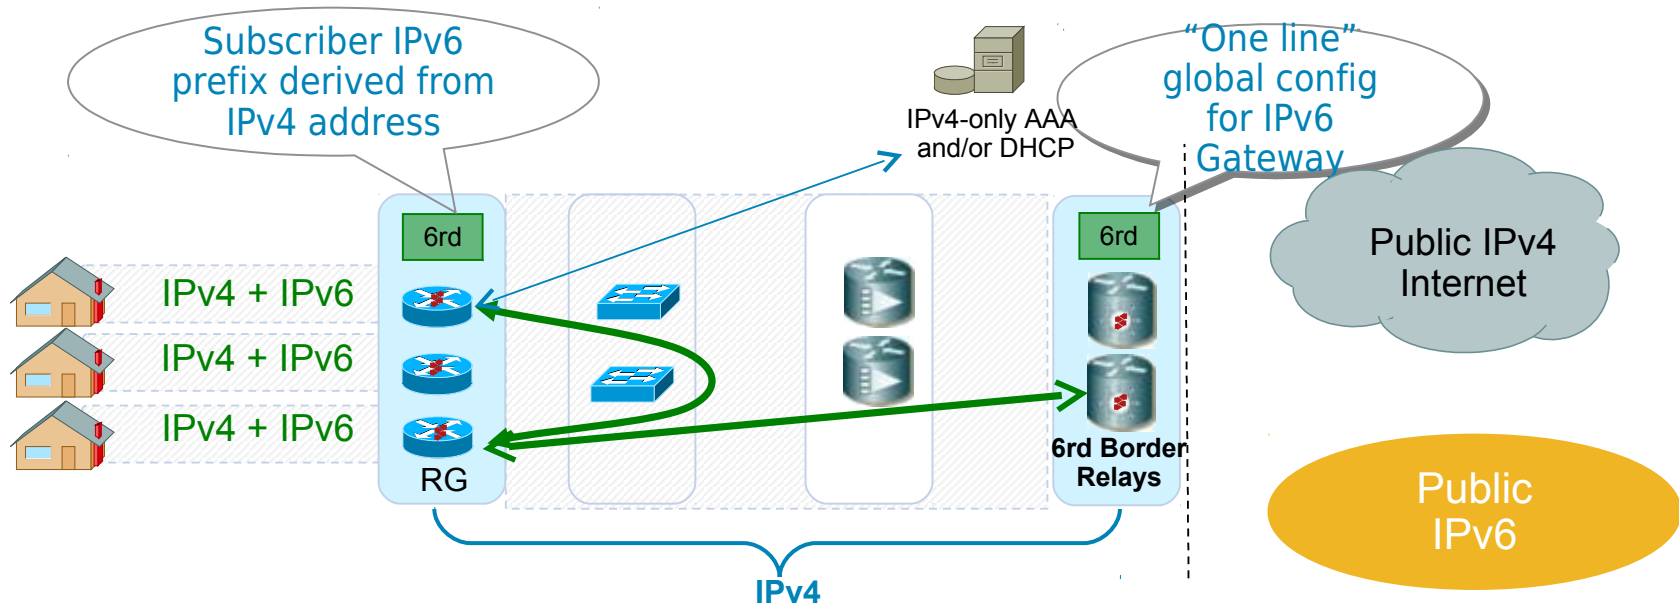 Subscriber IPv6
prefix derived from
IPv4 address
“One line”
global config
for IPv6
Gateway
IPv4-only AAA
and/or DHCP
6rd
6rd
Public IPv4
Internet
IPv4 + IPv6
IPv4 + IPv6
IPv4 + IPv6
RG
6rd Border
Relays
Public
IPv6
IPv4